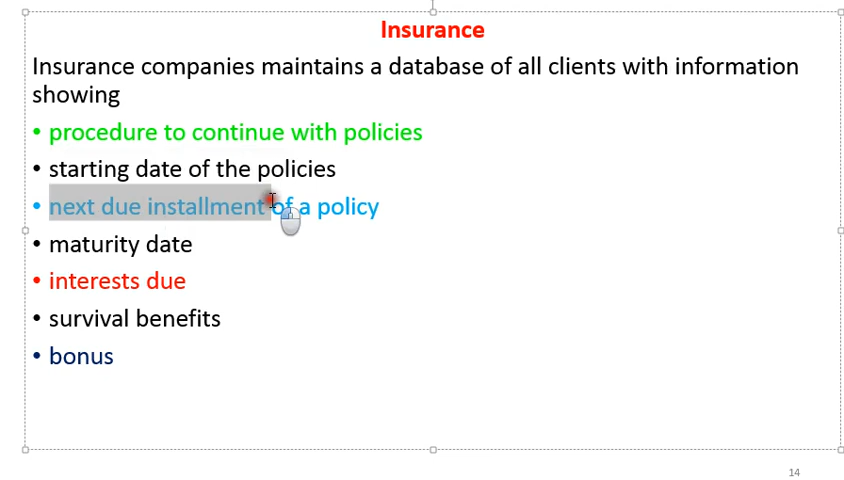 Insurance
Insurance companies maintains a database of all clients with information
showing
• procedure to continue with policies
• starting date of the policies
• next due installment of a policy
• maturity date
• interests due
• survival benefits
• bonus
14